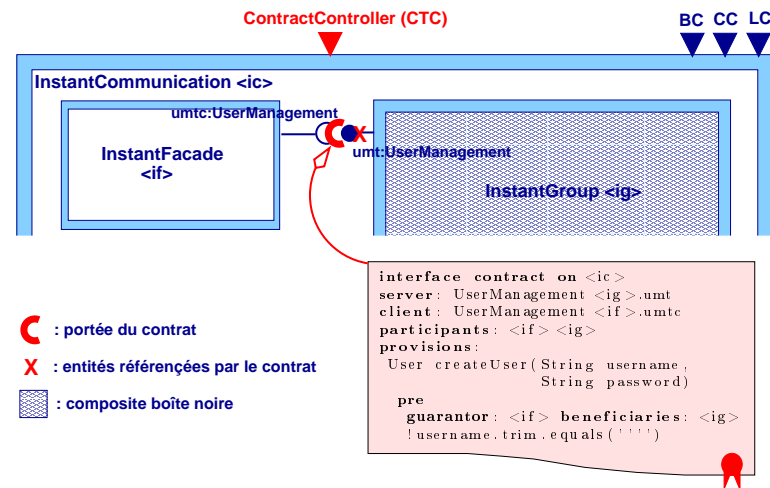 ContractController (CTC)
BC CC LC
InstantCommunication <ic>
umtc:UserManagement
InstantFacade
<if>
umt:UserManagement
InstantGroup <ig>
interface contract on <ic>
server: UserManagement <ig>.umt
client: UserManagement <if>.umtc
participants: <if> <ig>
provisions:
User createUser(String username,
String password)
pre
guarantor: <if> beneficiaries: <ig>
!username.trim.equals('''')
: portée du contrat
X : entités référençées par le contrat
: composite boîte noire